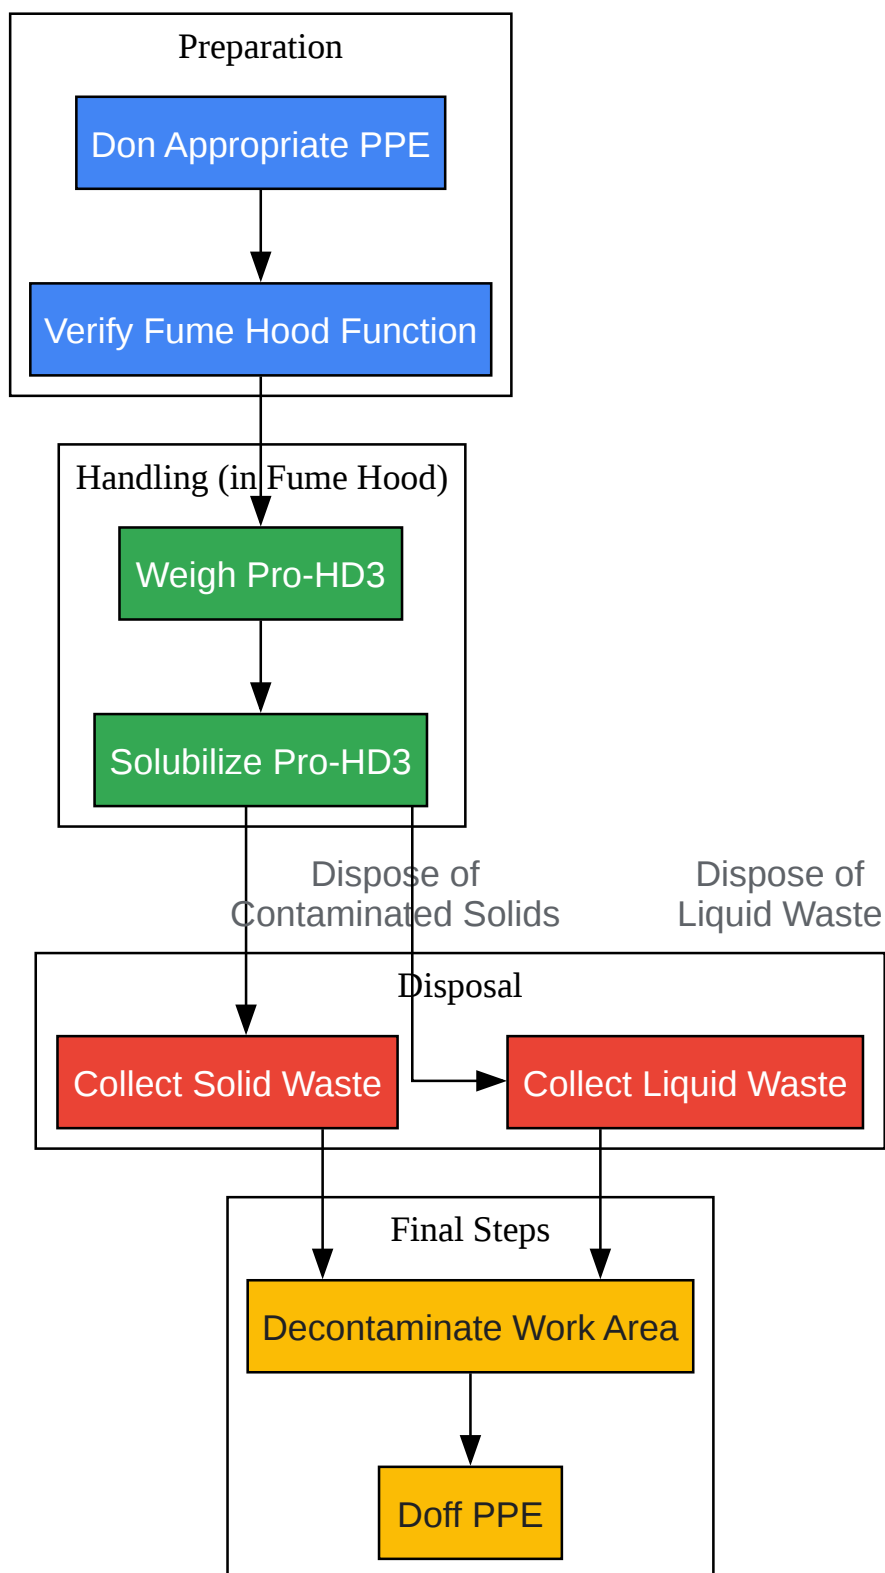 Preparation
Don Appropriate PPE
Verify Fume Hood Function
Handling (in Fume Hood)
Weigh Pro-HD3
Solubilize Pro-HD3
Dispose of
Contaminated Solids
Dispose of
Liquid Waste
Disposal
Collect Solid Waste
Collect Liquid Waste
Final Steps
Decontaminate Work Area
Doff PPE